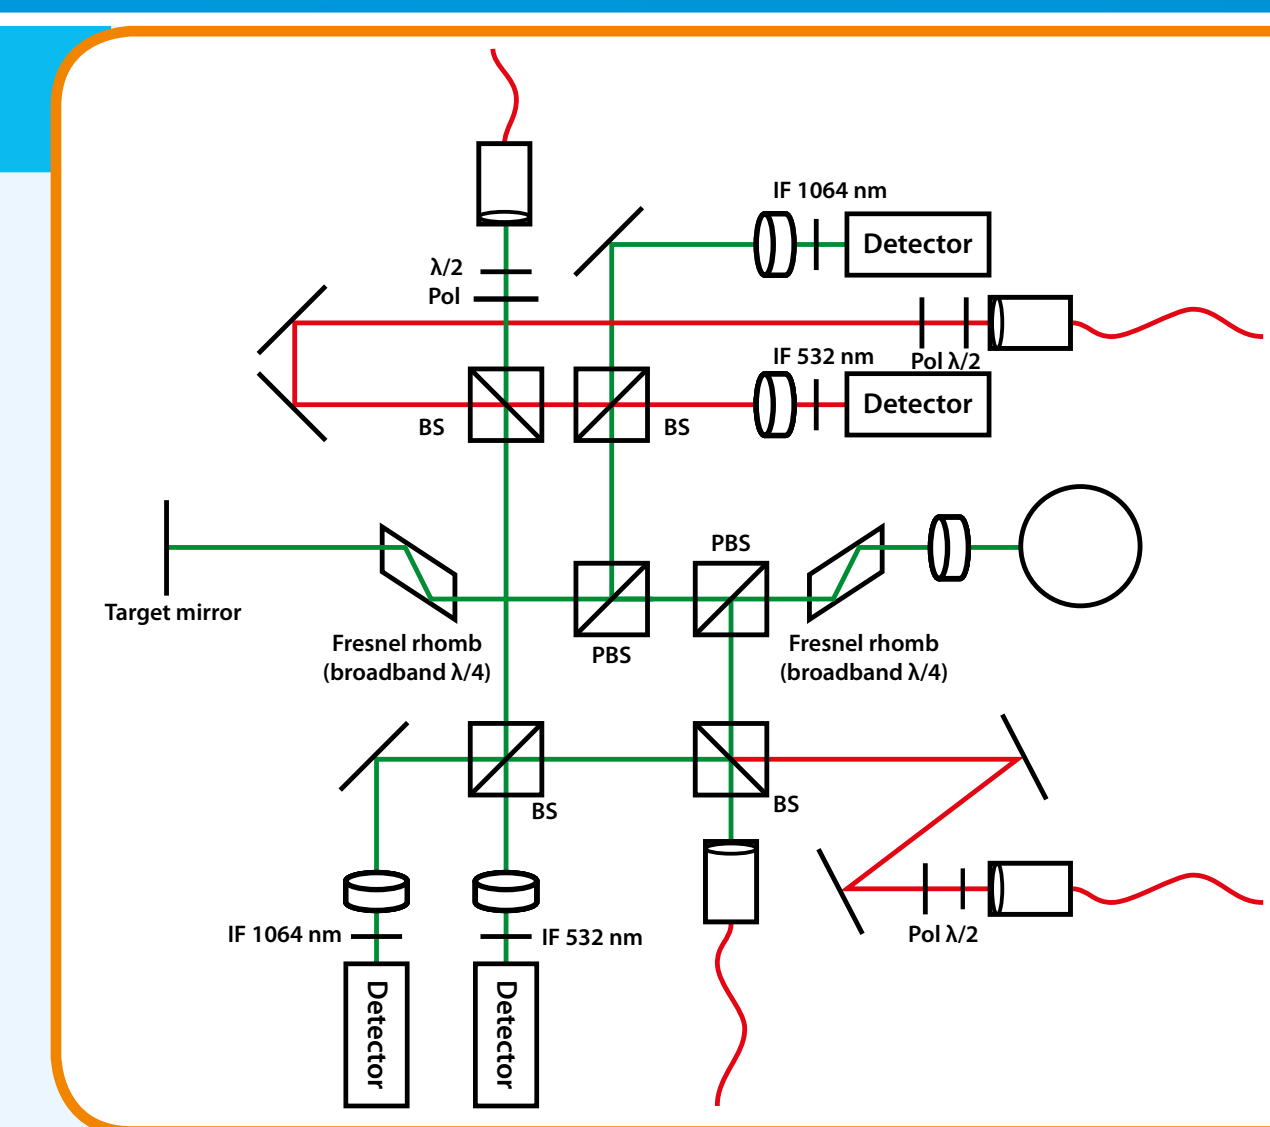 IF 1064 nm
Detector
λ/2
Pol
Pol λ/2
IF 532 nm
Detector
BS
BS
PBS
Target mirror
Fresnel rhomb
(broadband λ/4)
PBS
Fresnel rhomb
(broadband λ/4)
BS
BS
IF 1064 nm
IF 532 nm
Pol λ/2
Detector
Detector